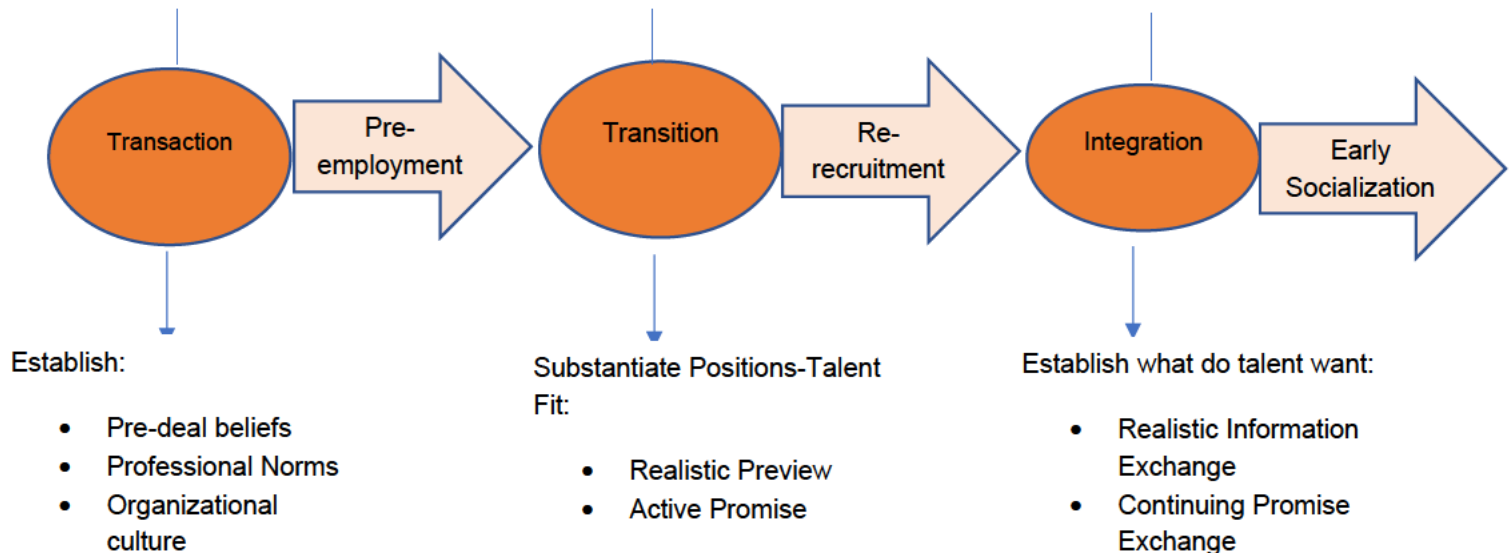 Transaction
Pre-
employment
Transition
Re-
recruitment
Integration
Early
Socialization
Establish:
• Pre-deal beliefs
• Professional Norms
• Organizational
culture
Substantiate Positions-Talent
Fit:
• Realistic Preview
• Active Promise
Establish what do talent want:
• Realistic Information
Exchange
• Continuing Promise
Exchange